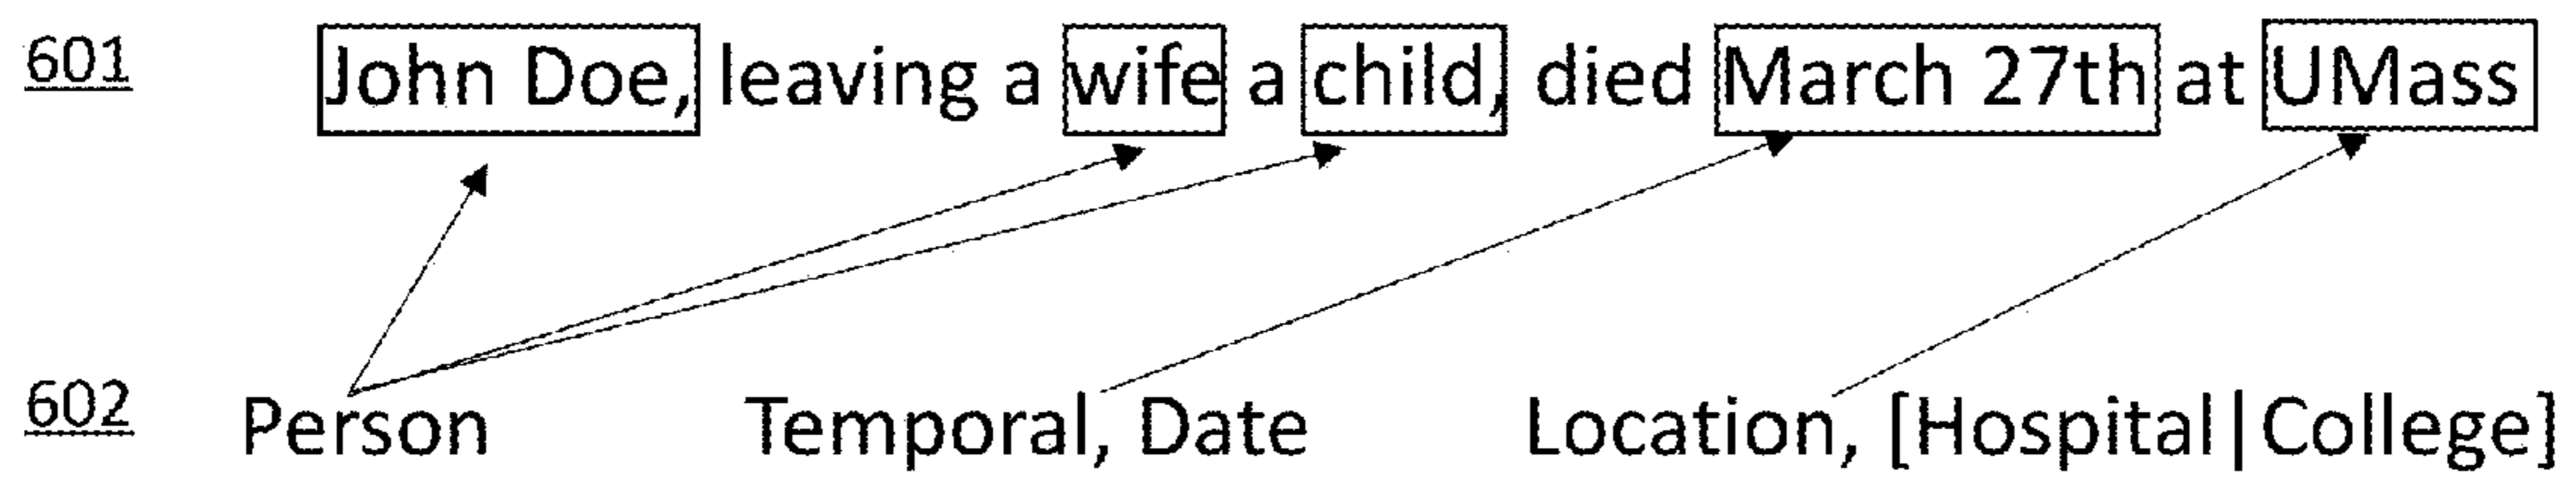 601 John Doe, leaving a wife a child, died March 27th at UMass
602 Person Temporal, Date Location, [Hospital|College]